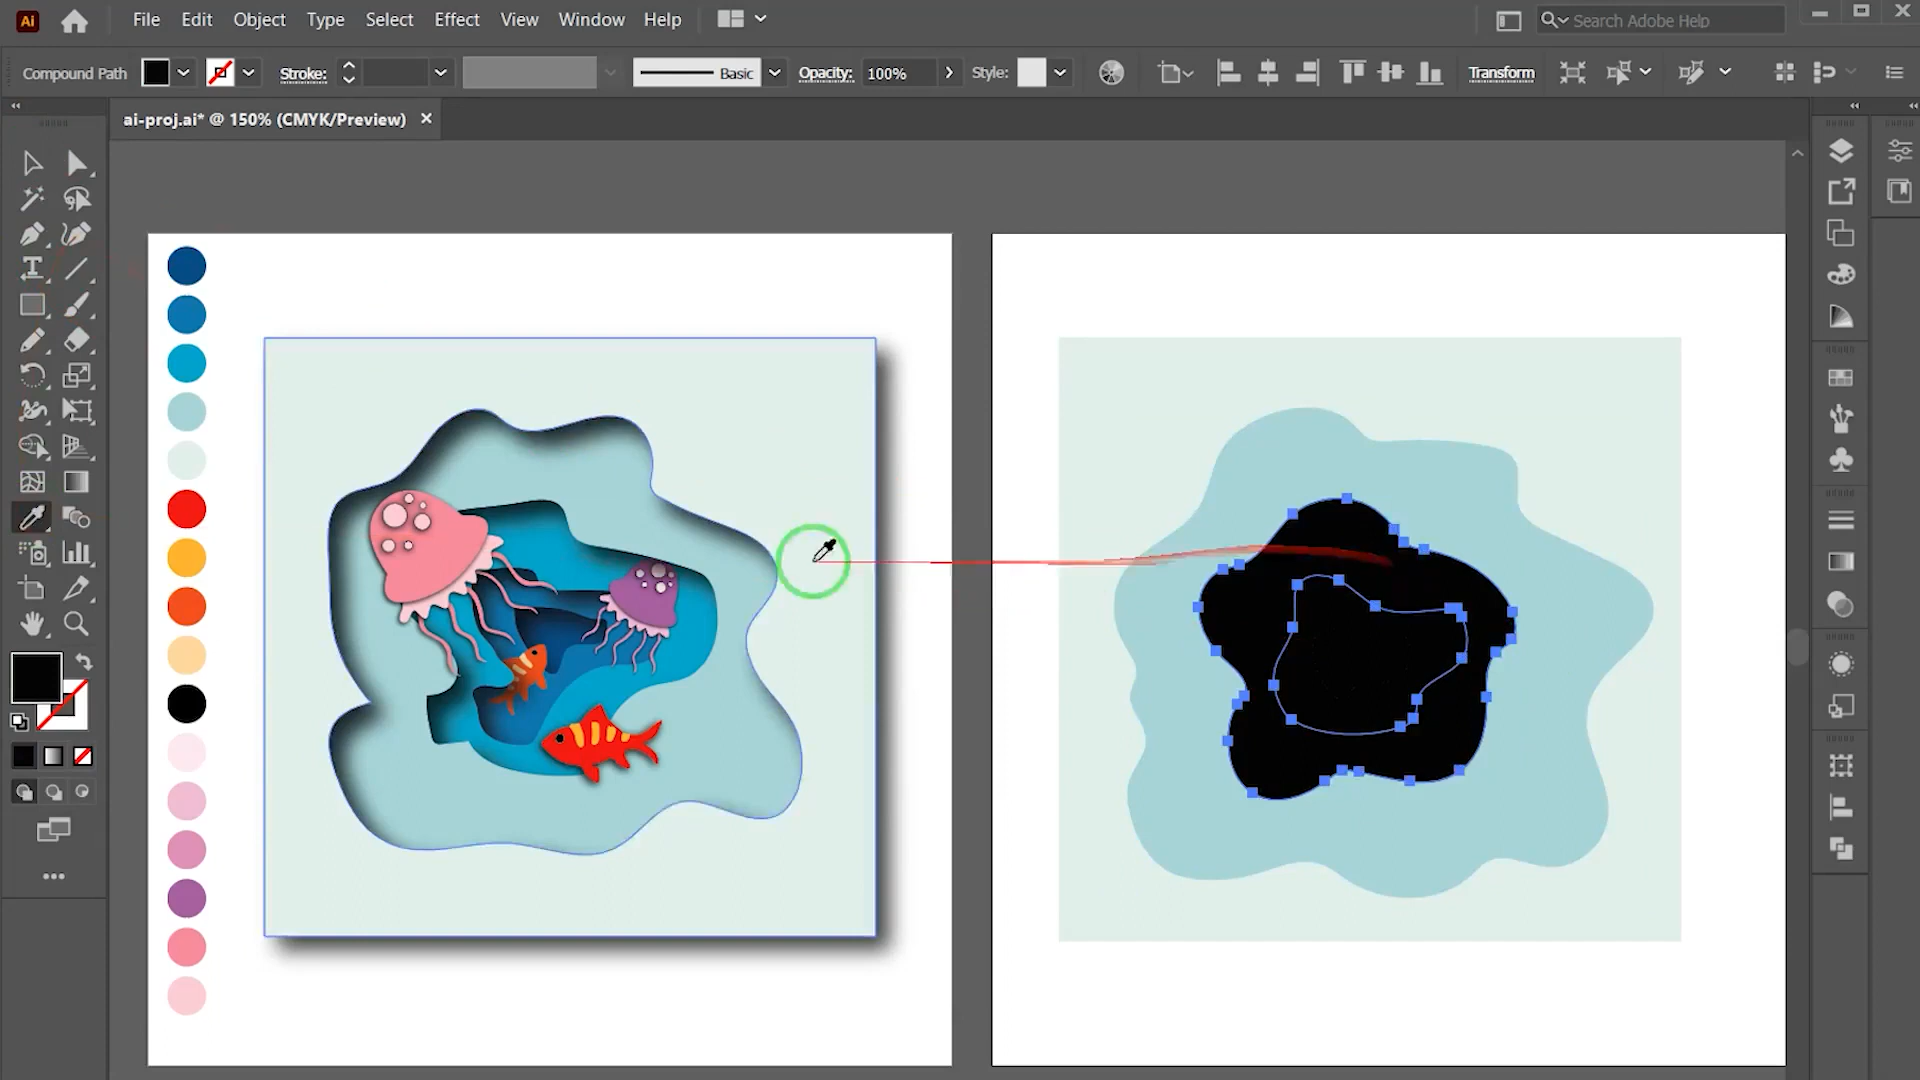 Ai File Edit Object Type Select Effect View Window Help Search Adobe Help
Compound Path Stroke: Basic Opacity: 100% Style: Transform
ai-proj.ai* @ 150% (CMYK/Preview)